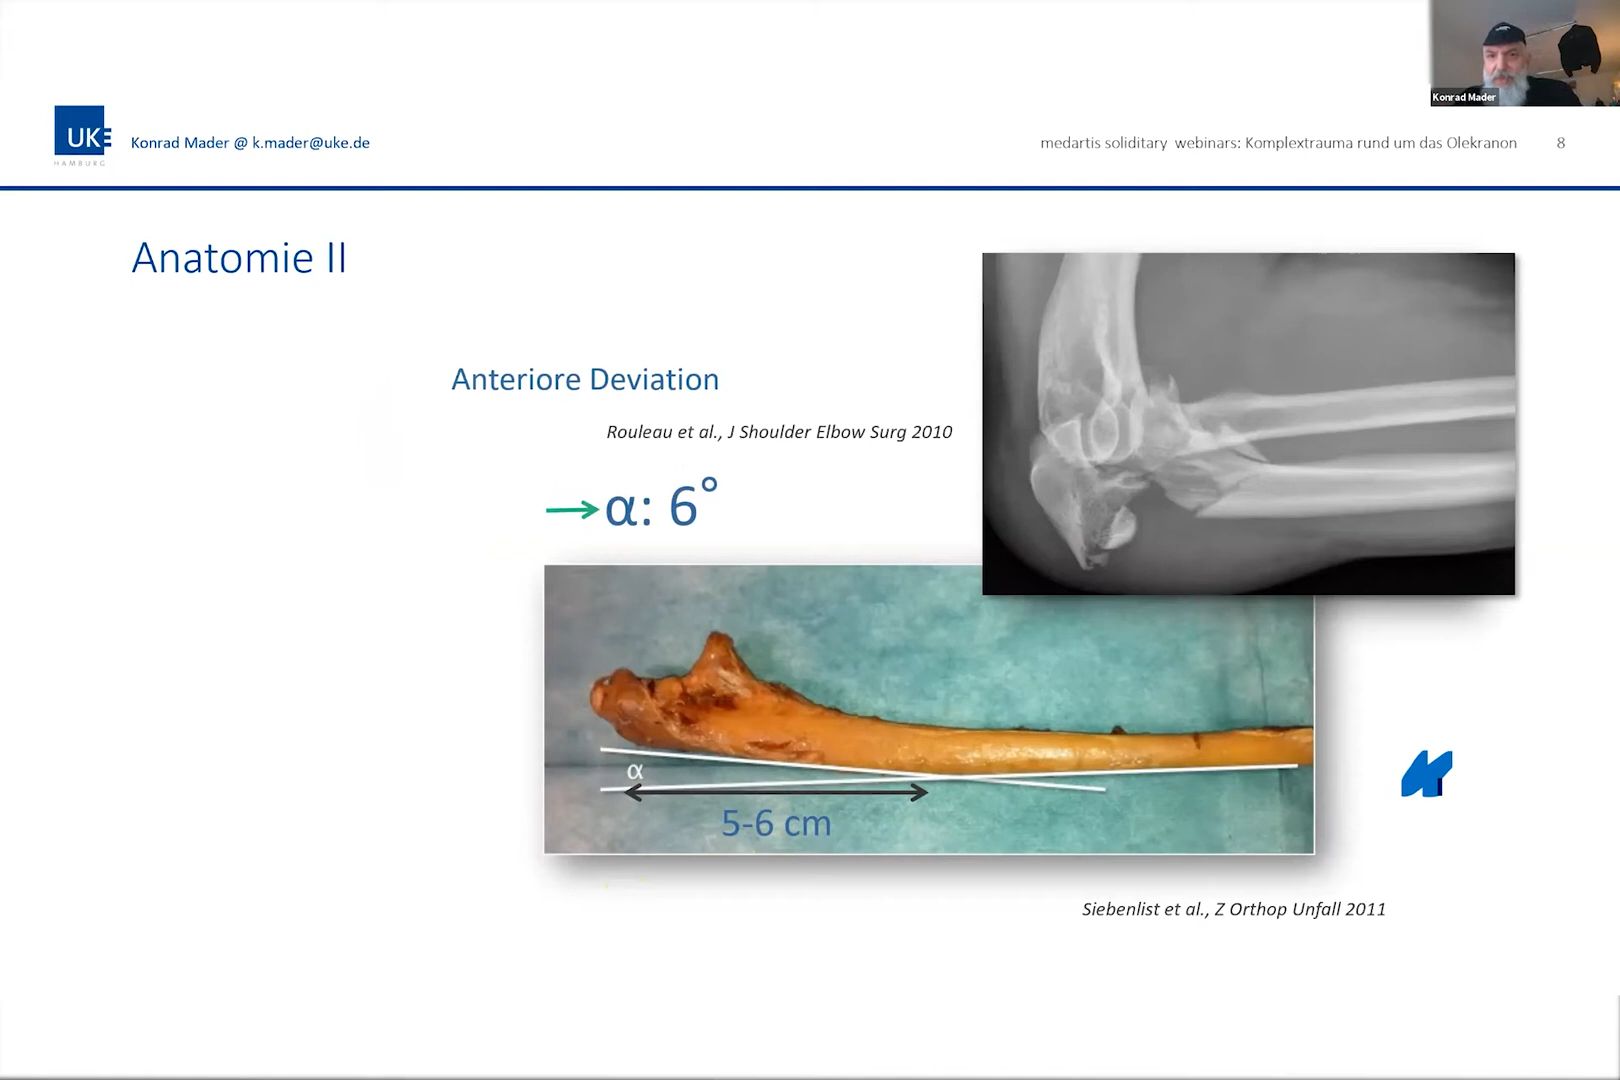 Konrad Mader
UKE
HAMBURG
Konrad Mader @ k.mader@uke.de
medartis soliditary webinars: Komplextrauma rund um das Olekranon
8
Anatomie II
Anteriore Deviation
Rouleau et al., J Shoulder Elbow Surg 2010
α: 6°
α
5-6 cm
Siebenlist et al., Z Orthop Unfall 2011